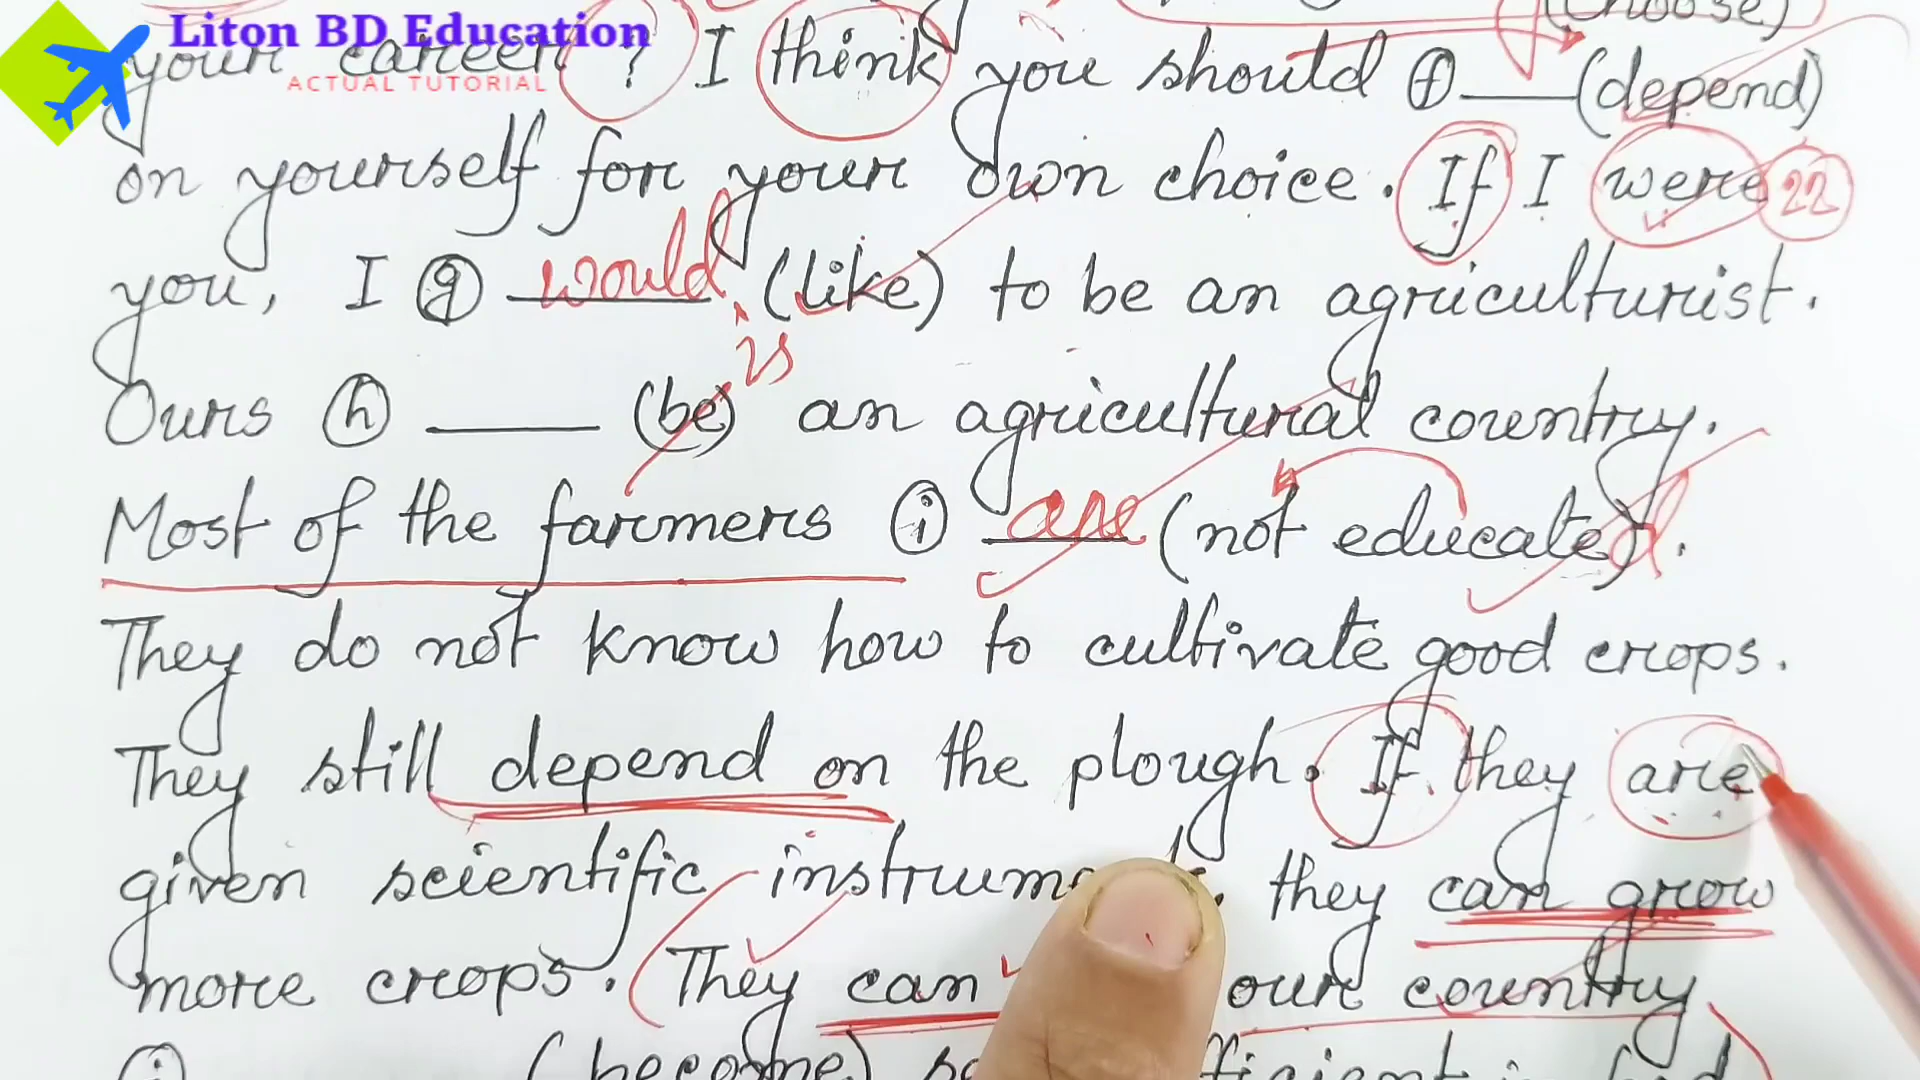 (choose)
Liton BD Education
ACTUAL TUTORIAL
your career ? I think you should (f) ___ (depend)
on yourself for your own choice. If I were 22
you, I (g) would (like) to be an agriculturist.
is
Ours (h) ___ (be) an agricultural country.
Most of the farmers (i) are (not educated).
They do not know how to cultivate good crops.
They still depend on the plough. If they are
given scientific they can grow
more crops. They can our country
(j) (become)